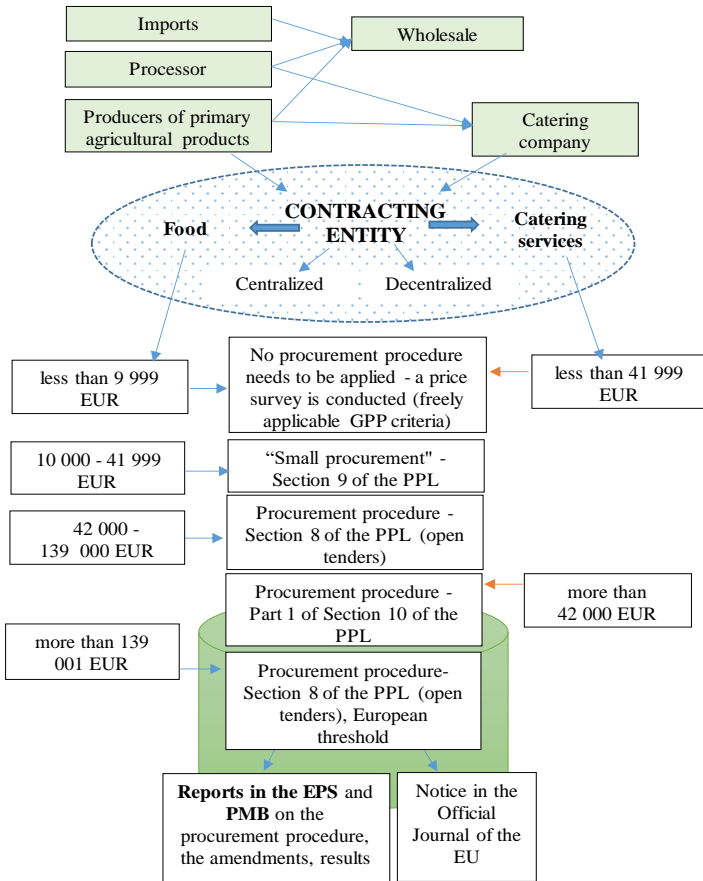 Imports
Wholesale
Processor
Producers of primary
agricultural products
Catering
company
CONTRACTING
ENTITY
Food
Catering
services
Centralized
Decentralized
less than 9 999
EUR
No procurement procedure
needs to be applied - a price
survey is conducted (freely
applicable GPP criteria)
less than 41 999
EUR
10 000 - 41 999
EUR
“Small procurement" -
Section 9 of the PPL
42 000 -
139 000 EUR
Procurement procedure -
Section 8 of the PPL (open
tenders)
Procurement procedure -
Part 1 of Section 10 of the
PPL
more than
42 000 EUR
more than 139
001 EUR
Procurement procedure-
Section 8 of the PPL (open
tenders), European
threshold
Reports in the EPS and
PMB on the
procurement procedure,
the amendments, results
Notice in the
Official
Journal of the
EU